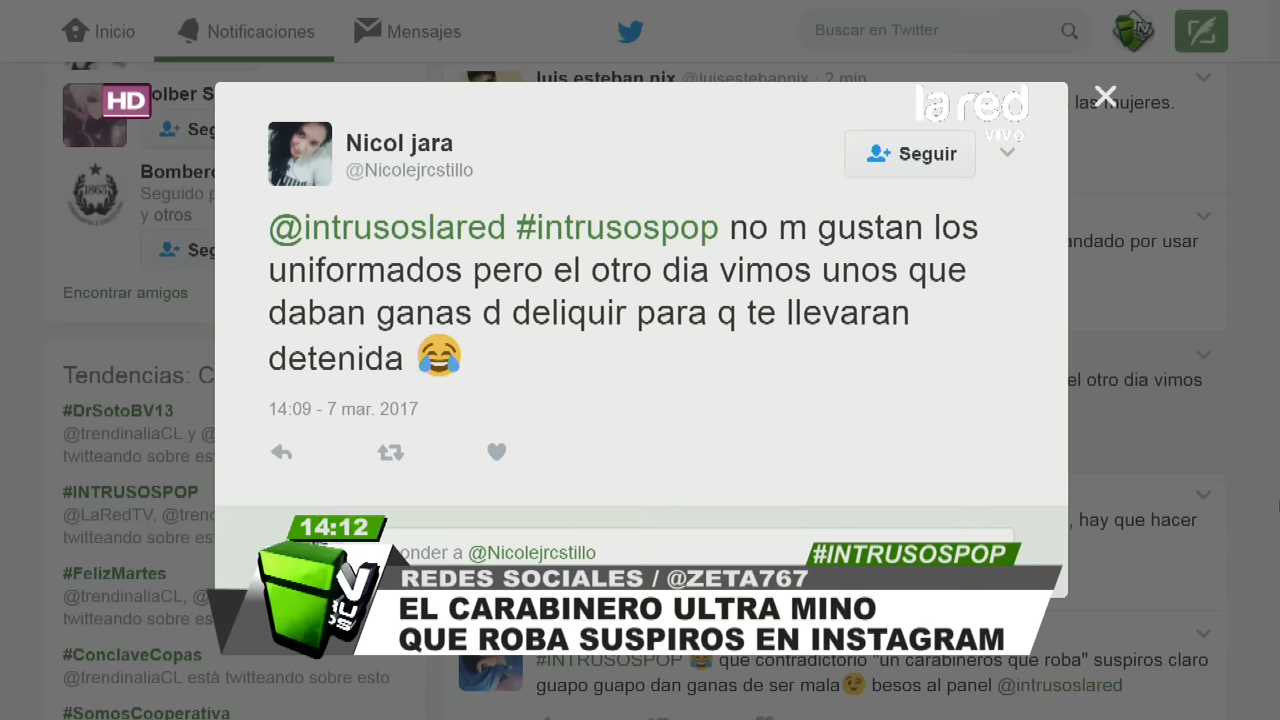 Inicio
Notificaciones
Mensajes
Buscar en Twitter
HD
olber S
Seg
Bombero
Seguido p
y otros
Seg
Encontrar amigos
Tendencias: C
#DrSotoBV13
@trendinaliaCL y @
twitteando sobre est
#INTRUSOSPOP
@LaRedTV, @trend
twitteando sobre est
#FelizMartes
@trendinaliaCL, @
twitteando sobre est
#ConclaveCopas
@trendinaliaCL está twitteando sobre esto
#SomosCooperativa
luis esteban nix @luisestebannix · 2 min
las mujeres.
la red
VIVO
Nicol jara
@Nicolejrcstillo
Seguir
@intrusoslared #intrusospop no m gustan los
uniformados pero el otro dia vimos unos que
daban ganas d deliquir para q te llevaran
detenida 😂
14:09 - 7 mar. 2017
andado por usar
el otro dia vimos
, hay que hacer
onder a @Nicolejrcstillo
14:12
#INTRUSOSPOP
REDES SOCIALES / @ZETA767
EL CARABINERO ULTRA MINO
QUE ROBA SUSPIROS EN INSTAGRAM
#INTRUSOSPOP 😂 que contradictorio "un carabineros que roba" suspiros claro
guapo guapo dan ganas de ser mala😉 besos al panel @intrusoslared